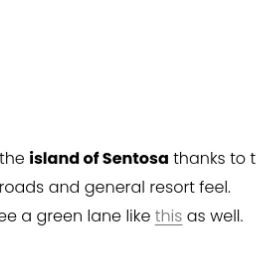 the island of Sentosa thanks to t
roads and general resort feel.
ee a green lane like this as well.